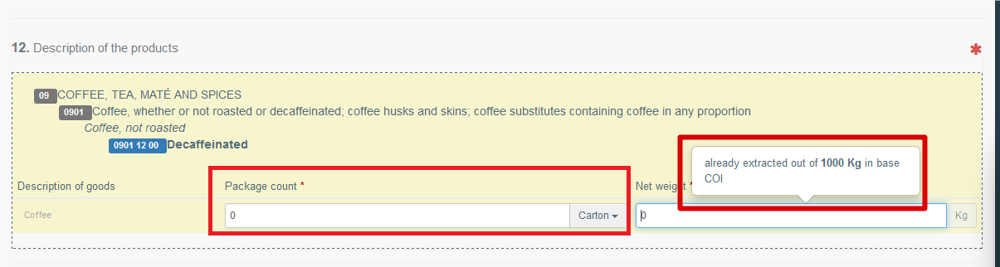 12. Description of the products
*
09 COFFEE, TEA, MATÉ AND SPICES
0901 Coffee, whether or not roasted or decaffeinated; coffee husks and skins; coffee substitutes containing coffee in any proportion
Coffee, not roasted
0901 12 00 Decaffeinated
already extracted out of 1000 Kg in base
COI
Description of goods Package count * Net weight *
Coffee 0 Carton 0 Kg